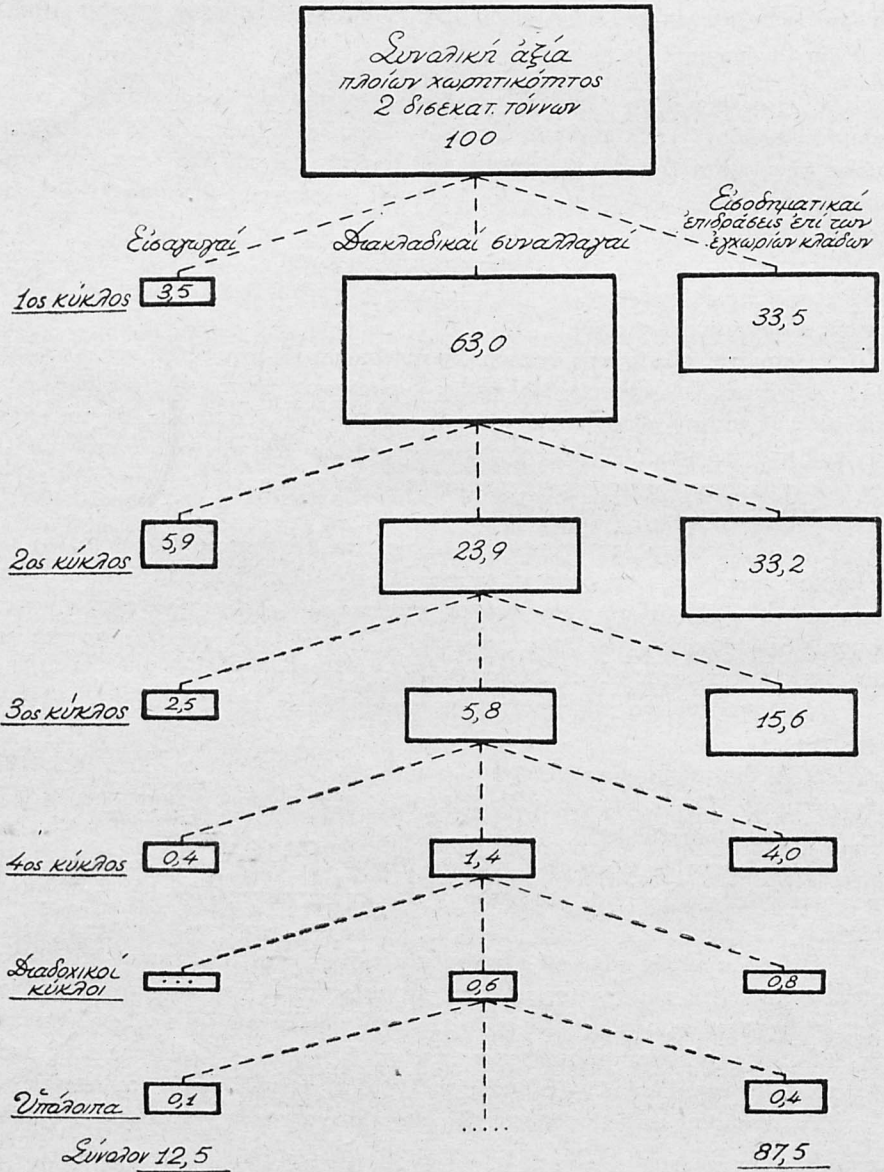 Συνολική ἀξία
πλοίων χωρητικότητος
2 δισεκατ. τόννων
100
Εἰσαγωγαί
Διακλαδικαί συναλλαγαί
Εἰσοδηματικαί
ἐπιδράσεις ἐπί των
ἐγχωρίων κλάδων
1ος κύκλος
3,5
63,0
33,5
2ος κύκλος
5,9
23,9
33,2
3ος κύκλος
2,5
5,8
15,6
4ος κύκλος
0,4
1,4
4,0
Διαδοχικοί
κύκλοι
...
0,6
0,8
Ὑπόλοιπα
0,1
.....
0,4
Σύνολον 12,5
87,5